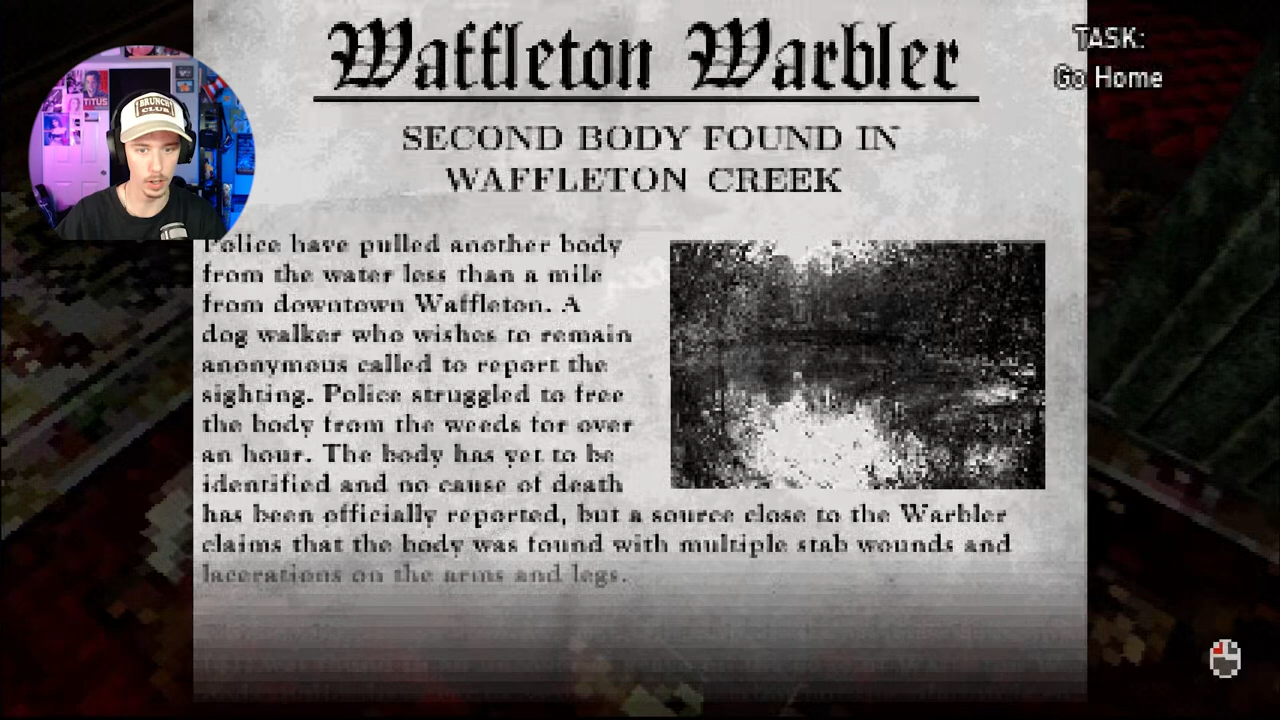 Waffleton Warbler
TASK:
Go Home
SECOND BODY FOUND IN
WAFFLETON CREEK
BRUNCH
CLUB
TITUS
Police have pulled another body
from the water less than a mile
from downtown Waffleton. A
dog walker who wishes to remain
anonymous called to report the
sighting. Police struggled to free
the body from the weeds for over
an hour. The body has yet to be
identified and no cause of death
has been officially reported, but a source close to the Warbler
claims that the body was found with multiple stab wounds and
lacerations on the arms and legs.